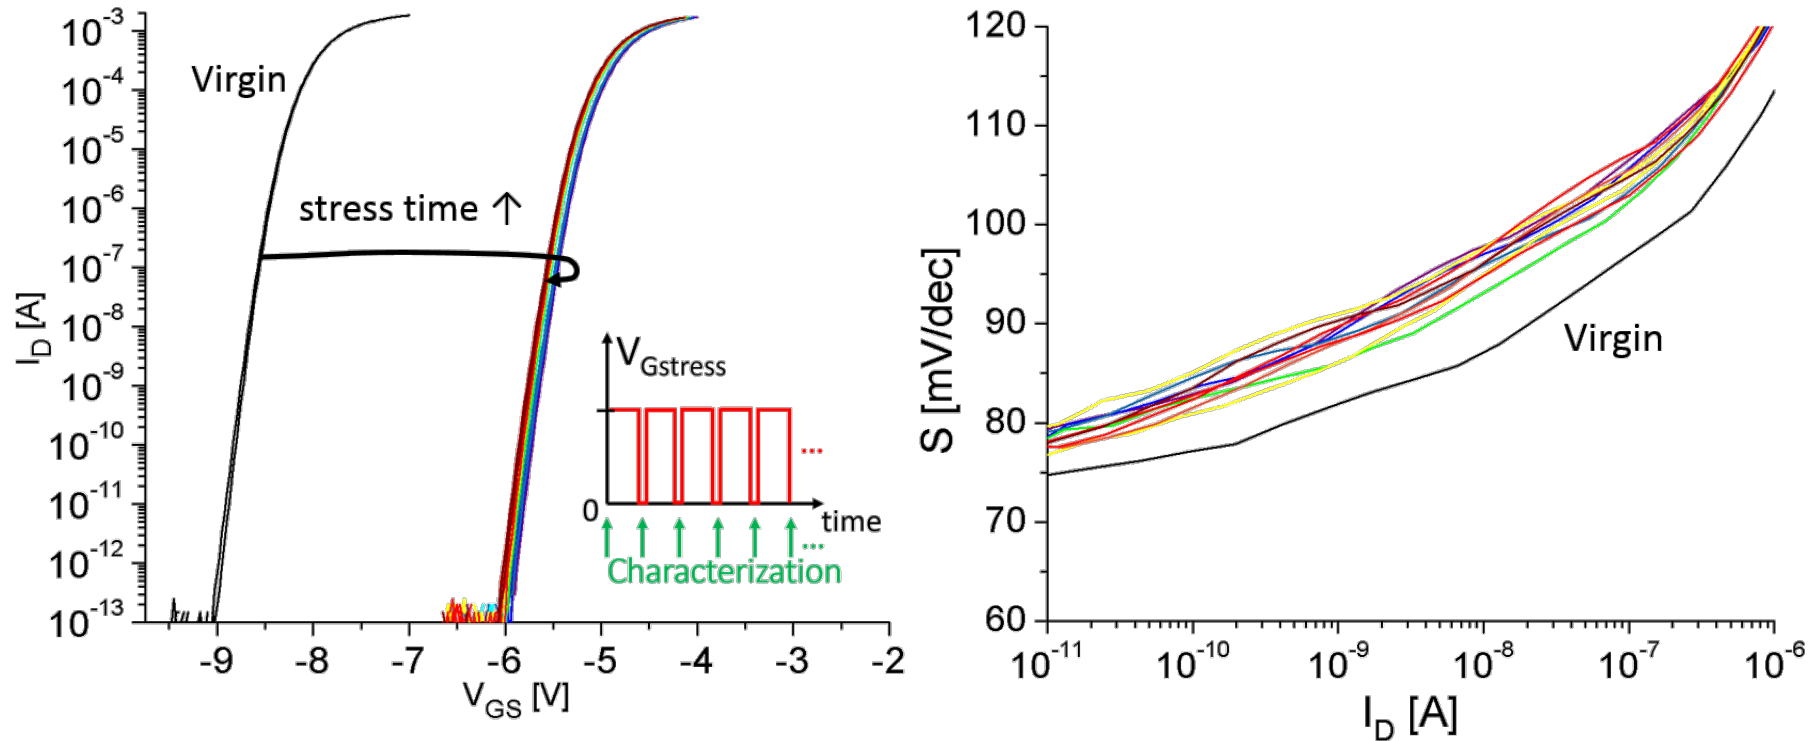 10⁻³
10⁻⁴
10⁻⁵
10⁻⁶
10⁻⁷
10⁻⁸
10⁻⁹
10⁻¹⁰
10⁻¹¹
10⁻¹²
10⁻¹³
I_D [A]
Virgin
stress time ↑
V_Gstress
0
time
...
...
Characterization
-9 -8 -7 -6 -5 -4 -3 -2
V_GS [V]
120
110
100
90
80
70
60
S [mV/dec]
Virgin
10⁻¹¹ 10⁻¹⁰ 10⁻⁹ 10⁻⁸ 10⁻⁷ 10⁻⁶
I_D [A]